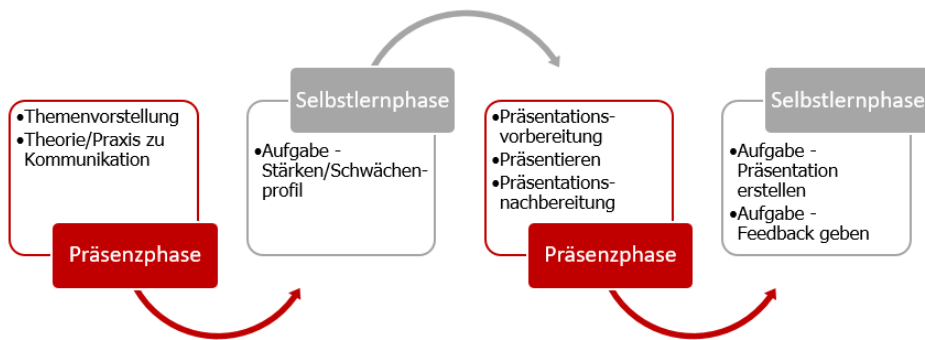 •Themenvorstellung
•Theorie/Praxis zu
Kommunikation
Präsenzphase
Selbstlernphase
•Aufgabe -
Stärken/Schwächen-
profil
•Präsentations-
vorbereitung
•Präsentieren
•Präsentations-
nachbereitung
Präsenzphase
Selbstlernphase
•Aufgabe -
Präsentation
erstellen
•Aufgabe -
Feedback geben